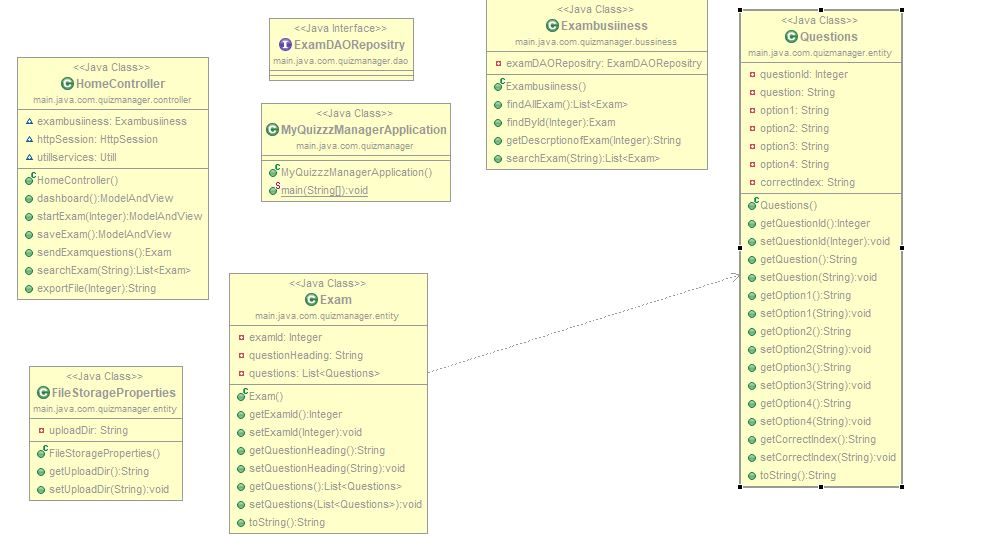 <<Java Class>>
HomeController
main.java.com.quizmanager.controller
exambusiiness: Exambusiiness
httpSession: HttpSession
utillservices: Utill
HomeController()
dashboard():ModelAndView
startExam(Integer):ModelAndView
saveExam():ModelAndView
sendExamquestions():Exam
searchExam(String):List<Exam>
exportFile(Integer):String
<<Java Interface>>
ExamDAORepositry
main.java.com.quizmanager.dao
<<Java Class>>
MyQuizzzManagerApplication
main.java.com.quizmanager
MyQuizzzManagerApplication()
main(String[]):void
<<Java Class>>
Exambusiiness
main.java.com.quizmanager.bussiness
examDAORepositry: ExamDAORepositry
Exambusiiness()
findAllExam():List<Exam>
findById(Integer):Exam
getDescrptionofExam(Integer):String
searchExam(String):List<Exam>
<<Java Class>>
Questions
main.java.com.quizmanager.entity
questionId: Integer
question: String
option1: String
option2: String
option3: String
option4: String
correctIndex: String
Questions()
getQuestionId():Integer
setQuestionId(Integer):void
getQuestion():String
setQuestion(String):void
getOption1():String
setOption1(String):void
getOption2():String
setOption2(String):void
getOption3():String
setOption3(String):void
getOption4():String
setOption4(String):void
getCorrectIndex():String
setCorrectIndex(String):void
toString():String
<<Java Class>>
Exam
main.java.com.quizmanager.entity
examId: Integer
questionHeading: String
questions: List<Questions>
Exam()
getExamId():Integer
setExamId(Integer):void
getQuestionHeading():String
setQuestionHeading(String):void
getQuestions():List<Questions>
setQuestions(List<Questions>):void
toString():String
<<Java Class>>
FileStorageProperties
main.java.com.quizmanager.entity
uploadDir: String
FileStorageProperties()
getUploadDir():String
setUploadDir(String):void